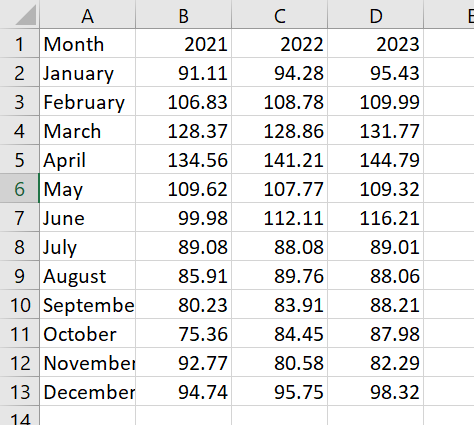 A B C D E
1 Month 2021 2022 2023
2 January 91.11 94.28 95.43
3 February 106.83 108.78 109.99
4 March 128.37 128.86 131.77
5 April 134.56 141.21 144.79
6 May 109.62 107.77 109.32
7 June 99.98 112.11 116.21
8 July 89.08 88.08 89.01
9 August 85.91 89.76 88.06
10 Septembe 80.23 83.91 88.21
11 October 75.36 84.45 87.98
12 November 92.77 80.58 82.29
13 December 94.74 95.75 98.32
14